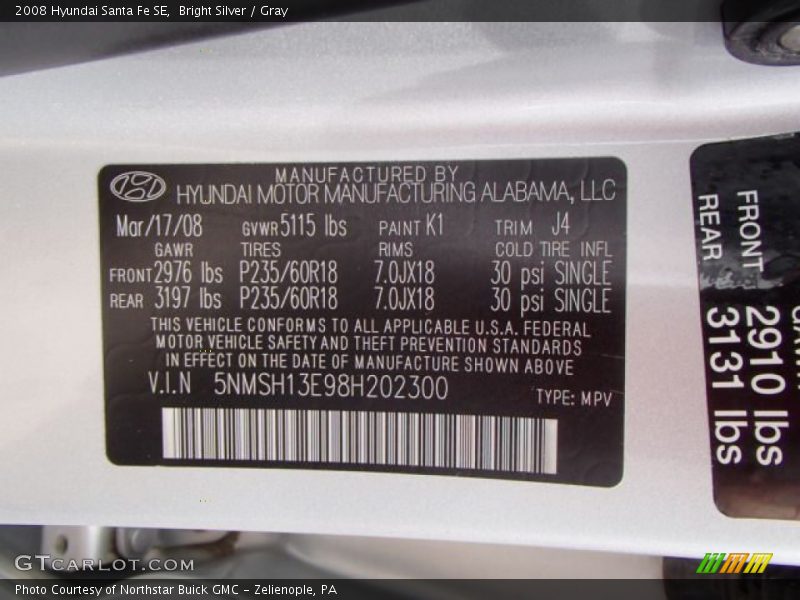 2008 Hyundai Santa Fe SE, Bright Silver / Gray
MANUFACTURED BY
HYUNDAI MOTOR MANUFACTURING ALABAMA, LLC
Mar/17/08 GVWR 5115 lbs PAINT K1 TRIM J4
GAWR TIRES RIMS COLD TIRE INFL
FRONT 2976 lbs P235/60R18 7.0JX18 30 psi SINGLE
REAR 3197 lbs P235/60R18 7.0JX18 30 psi SINGLE
THIS VEHICLE CONFORMS TO ALL APPLICABLE U.S.A. FEDERAL
MOTOR VEHICLE SAFETY AND THEFT PREVENTION STANDARDS
IN EFFECT ON THE DATE OF MANUFACTURE SHOWN ABOVE
V.I.N 5NMSH13E98H202300
TYPE: MPV
FRONT 2910 lbs
REAR 3131 lbs
GTCARLOT.COM
Photo Courtesy of Northstar Buick GMC - Zelienople, PA